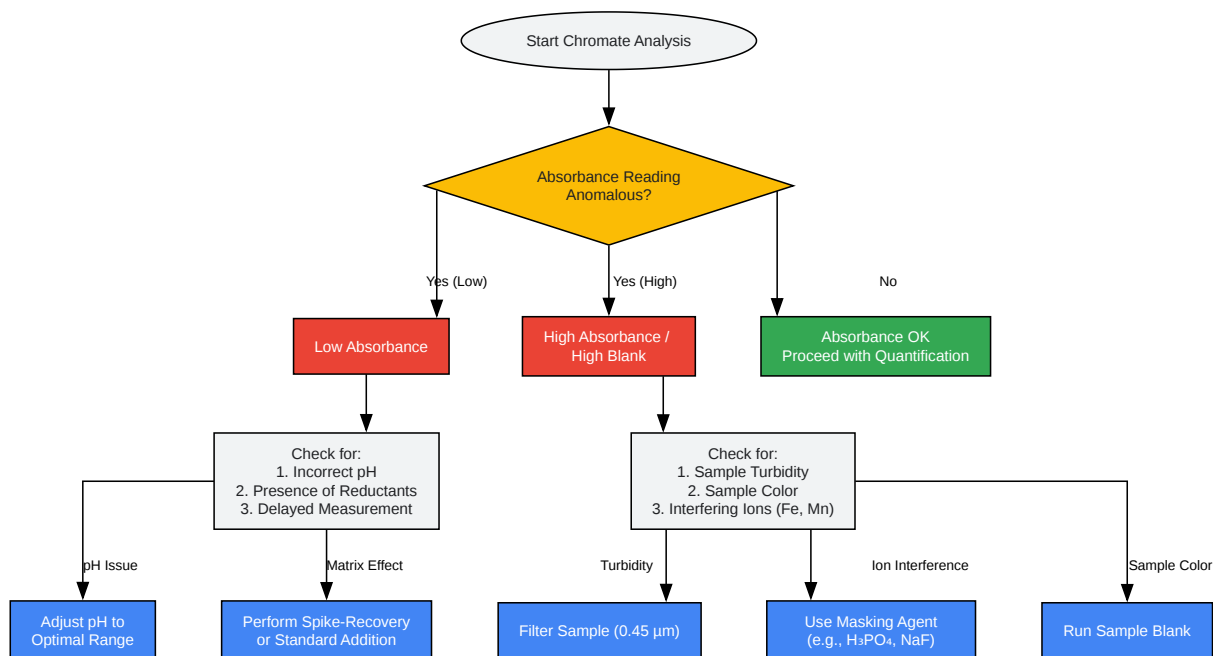 Start Chromate Analysis
Absorbance Reading
Anomalous?
Yes (Low)
Yes (High)
No
Low Absorbance
High Absorbance /
High Blank
Absorbance OK
Proceed with Quantification
Check for:
1. Incorrect pH
2. Presence of Reductants
3. Delayed Measurement
Check for:
1. Sample Turbidity
2. Sample Color
3. Interfering Ions (Fe, Mn)
pH Issue
Matrix Effect
Turbidity
Ion Interference
Sample Color
Adjust pH to
Optimal Range
Perform Spike-Recovery
or Standard Addition
Filter Sample (0.45 µm)
Use Masking Agent
(e.g., H₃PO₄, NaF)
Run Sample Blank